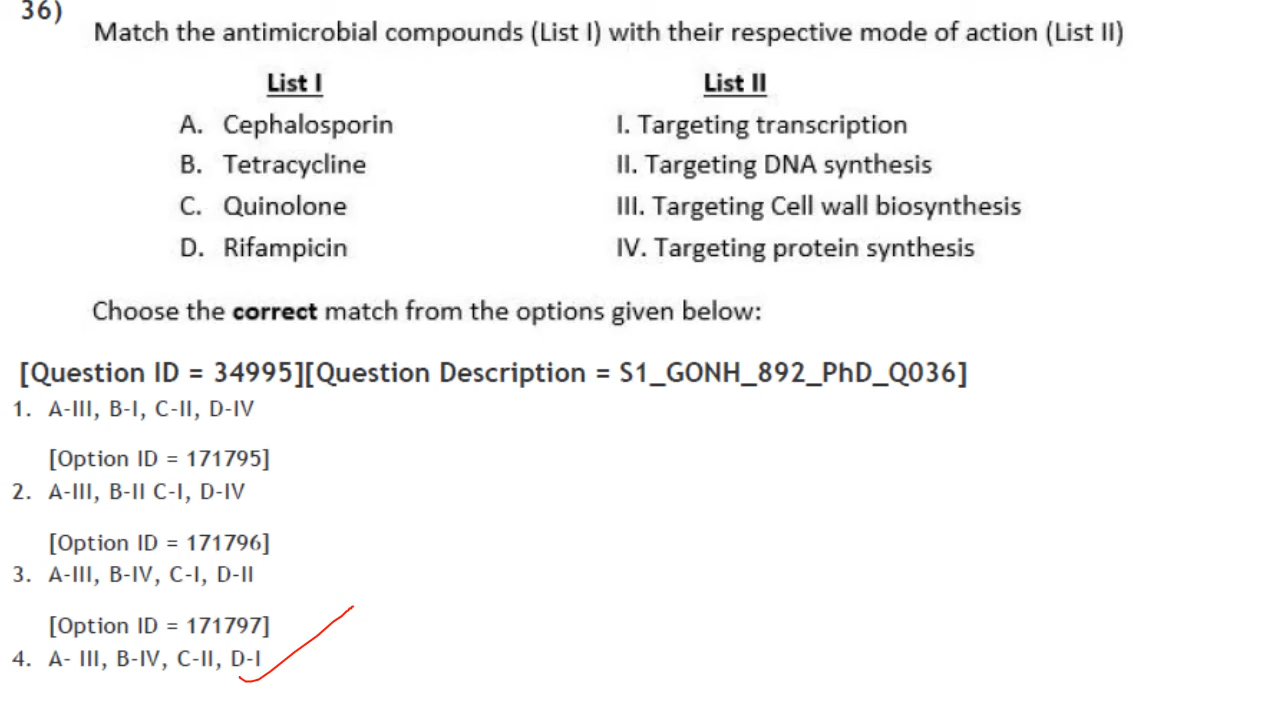 36)
Match the antimicrobial compounds (List I) with their respective mode of action (List II)
List I List II
A. Cephalosporin I. Targeting transcription
B. Tetracycline II. Targeting DNA synthesis
C. Quinolone III. Targeting Cell wall biosynthesis
D. Rifampicin IV. Targeting protein synthesis
Choose the correct match from the options given below:
[Question ID = 34995][Question Description = S1_GONH_892_PhD_Q036]
1. A-III, B-I, C-II, D-IV
[Option ID = 171795]
2. A-III, B-II C-I, D-IV
[Option ID = 171796]
3. A-III, B-IV, C-I, D-II
[Option ID = 171797]
4. A- III, B-IV, C-II, D-I